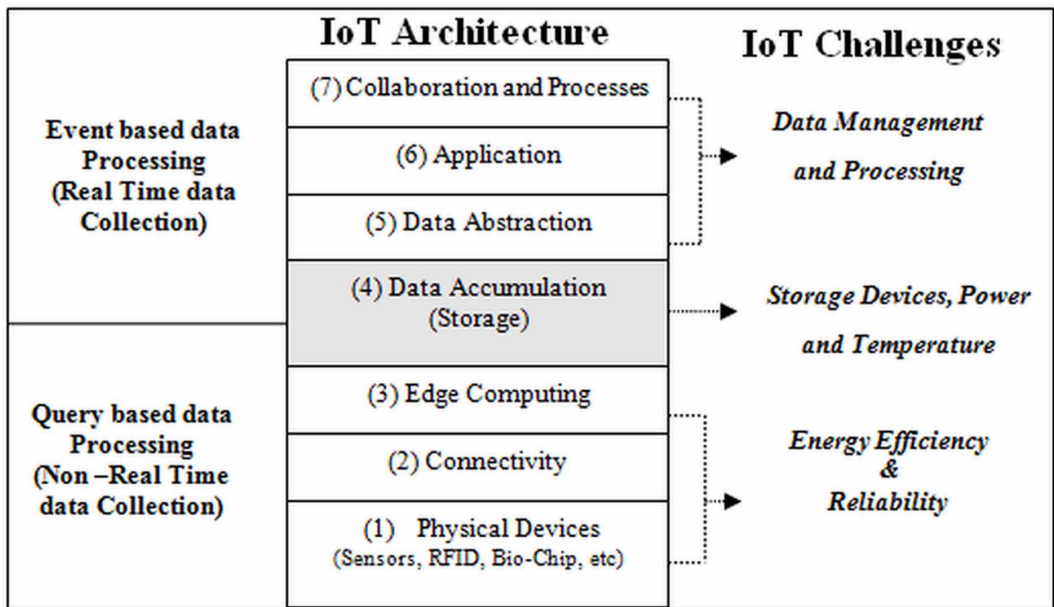 IoT Architecture
IoT Challenges
Event based data
Processing
(Real Time data
Collection)
Query based data
Processing
(Non –Real Time
data Collection)
(7) Collaboration and Processes
(6) Application
(5) Data Abstraction
(4) Data Accumulation
(Storage)
(3) Edge Computing
(2) Connectivity
(1) Physical Devices
(Sensors, RFID, Bio-Chip, etc)
Data Management
and Processing
Storage Devices, Power
and Temperature
Energy Efficiency
&
Reliability